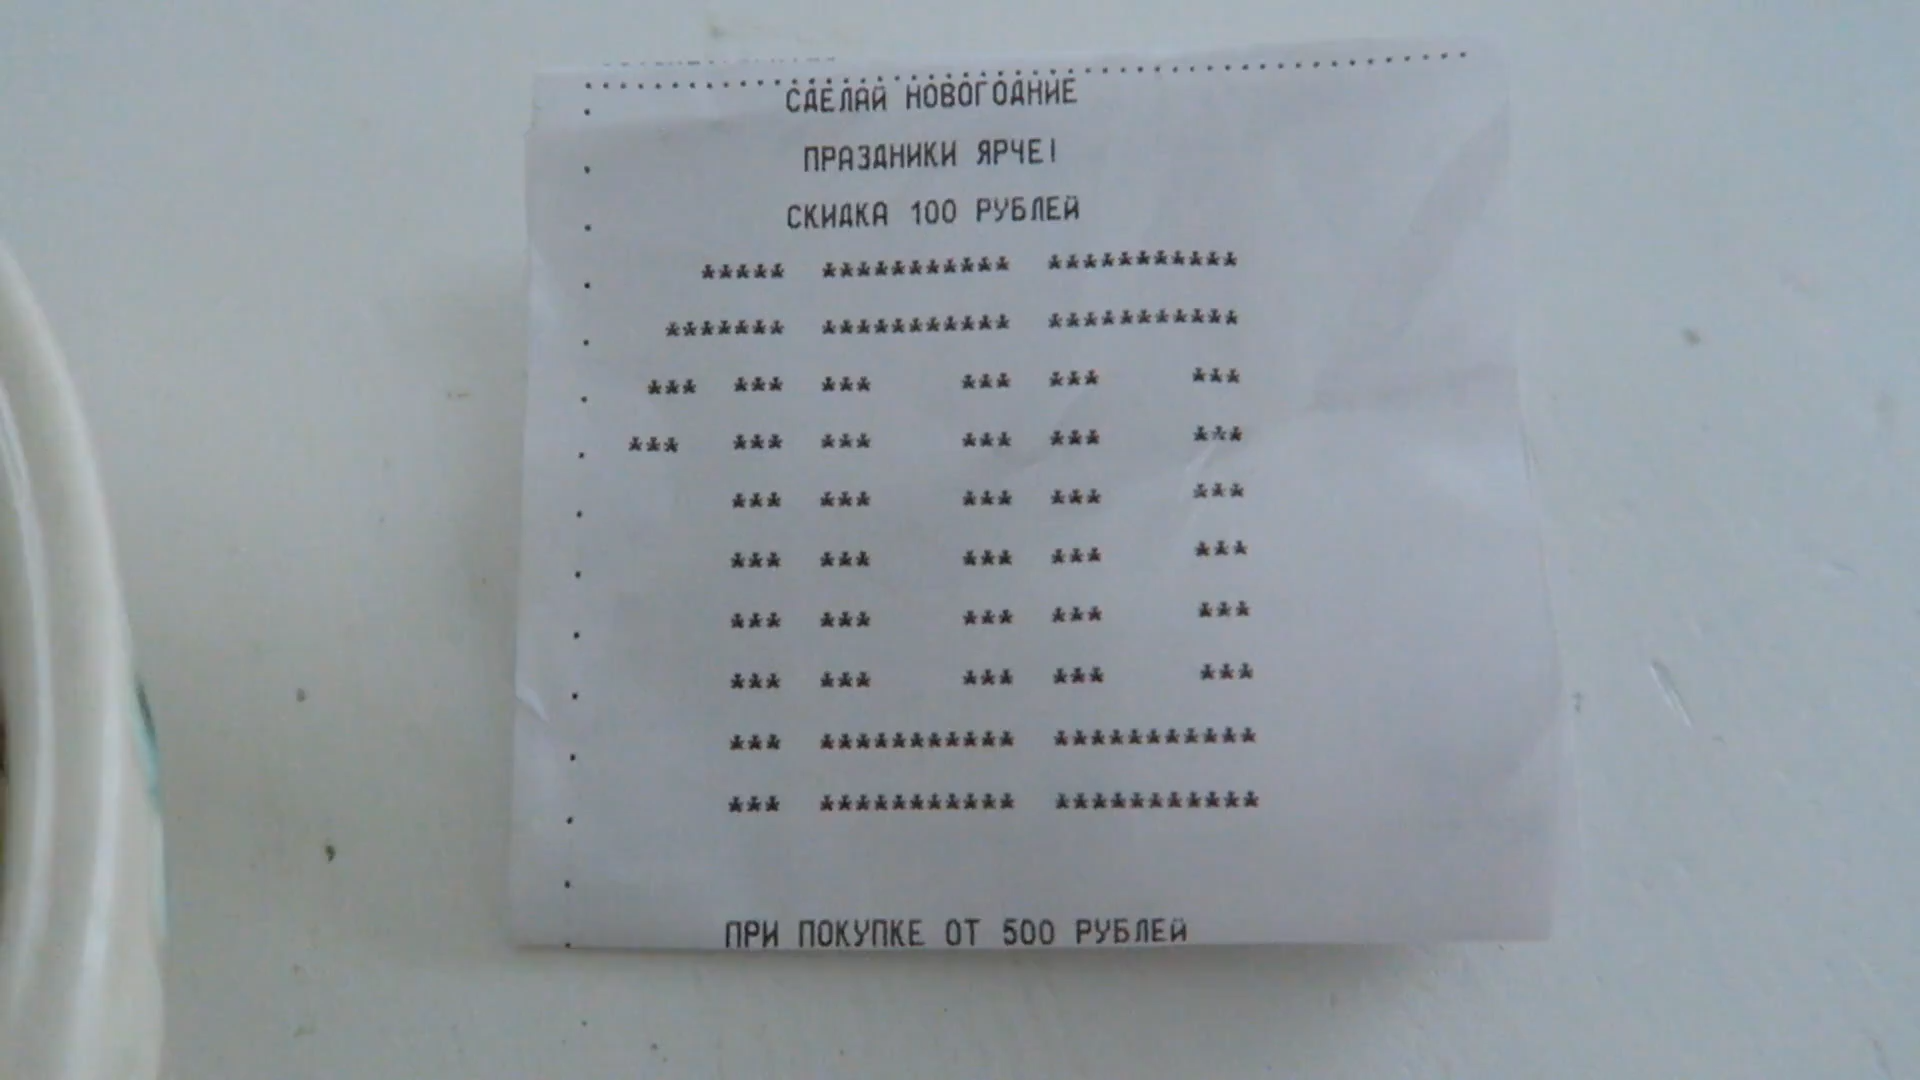 СДЕЛАЙ НОВОГОДНИЕ
ПРАЗДНИКИ ЯРЧЕ!
СКИДКА 100 РУБЛЕЙ
***** *********** ***********
******* *********** ***********
*** *** *** *** *** ***
*** *** *** *** *** ***
*** *** *** *** ***
*** *** *** *** ***
*** *** *** *** ***
*** *** *** *** ***
*** *********** ***********
*** *********** ***********
ПРИ ПОКУПКЕ ОТ 500 РУБЛЕЙ